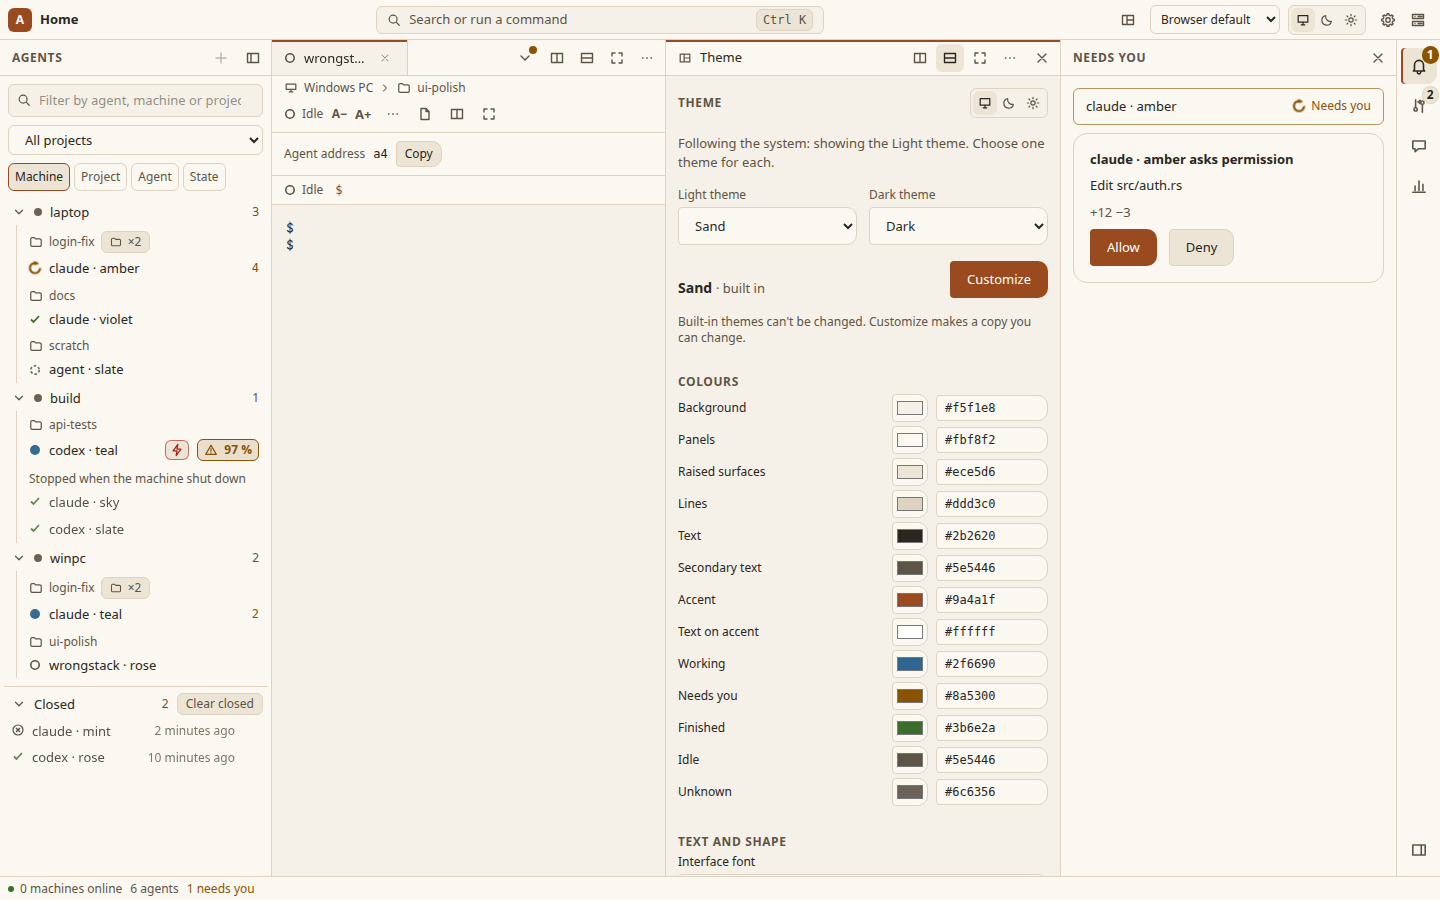 A Home
Search or run a command Ctrl K
Browser default
AGENTS
Filter by agent, machine or projec
All projects
Machine Project Agent State
laptop 3
login-fix ×2
claude · amber 4
docs
claude · violet
scratch
agent · slate
build 1
api-tests
codex · teal 97 %
Stopped when the machine shut down
claude · sky
codex · slate
winpc 2
login-fix ×2
claude · teal 2
ui-polish
wrongstack · rose
Closed 2 Clear closed
claude · mint 2 minutes ago
codex · rose 10 minutes ago
wrongst...
Windows PC ui-polish
Idle A− A+
Agent address a4 Copy
Idle $
$
$
Theme
THEME
Following the system: showing the Light theme. Choose one
theme for each.
Light theme Dark theme
Sand Dark
Sand · built in Customize
Built-in themes can't be changed. Customize makes a copy you
can change.
COLOURS
Background #f5f1e8
Panels #fbf8f2
Raised surfaces #ece5d6
Lines #ddd3c0
Text #2b2620
Secondary text #5e5446
Accent #9a4a1f
Text on accent #ffffff
Working #2f6690
Needs you #8a5300
Finished #3b6e2a
Idle #5e5446
Unknown #6c6356
TEXT AND SHAPE
Interface font
NEEDS YOU
claude · amber Needs you
claude · amber asks permission
Edit src/auth.rs
+12 −3
Allow Deny
1
2
0 machines online 6 agents 1 needs you